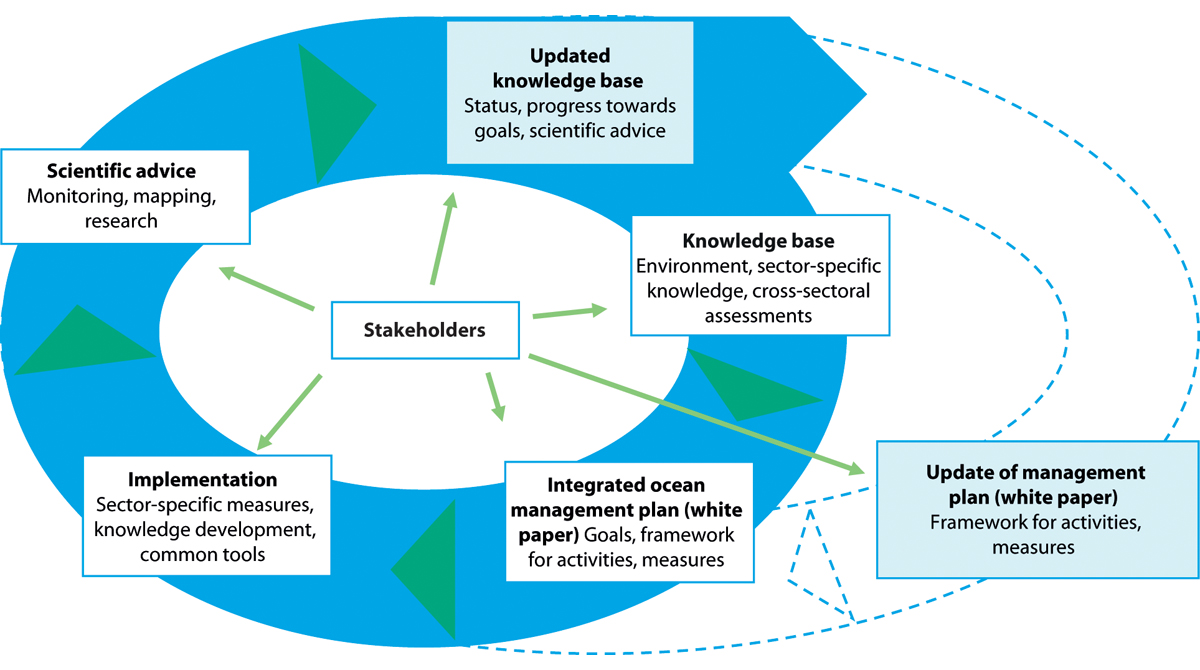 Updated
knowledge base
Status, progress towards
goals, scientific advice
Scientific advice
Monitoring, mapping,
research
Knowledge base
Environment, sector-specific
knowledge, cross-sectoral
assessments
Stakeholders
Implementation
Sector-specific measures,
knowledge development,
common tools
Integrated ocean
management plan (white
paper) Goals, framework
for activities, measures
Update of management
plan (white paper)
Framework for activities,
measures